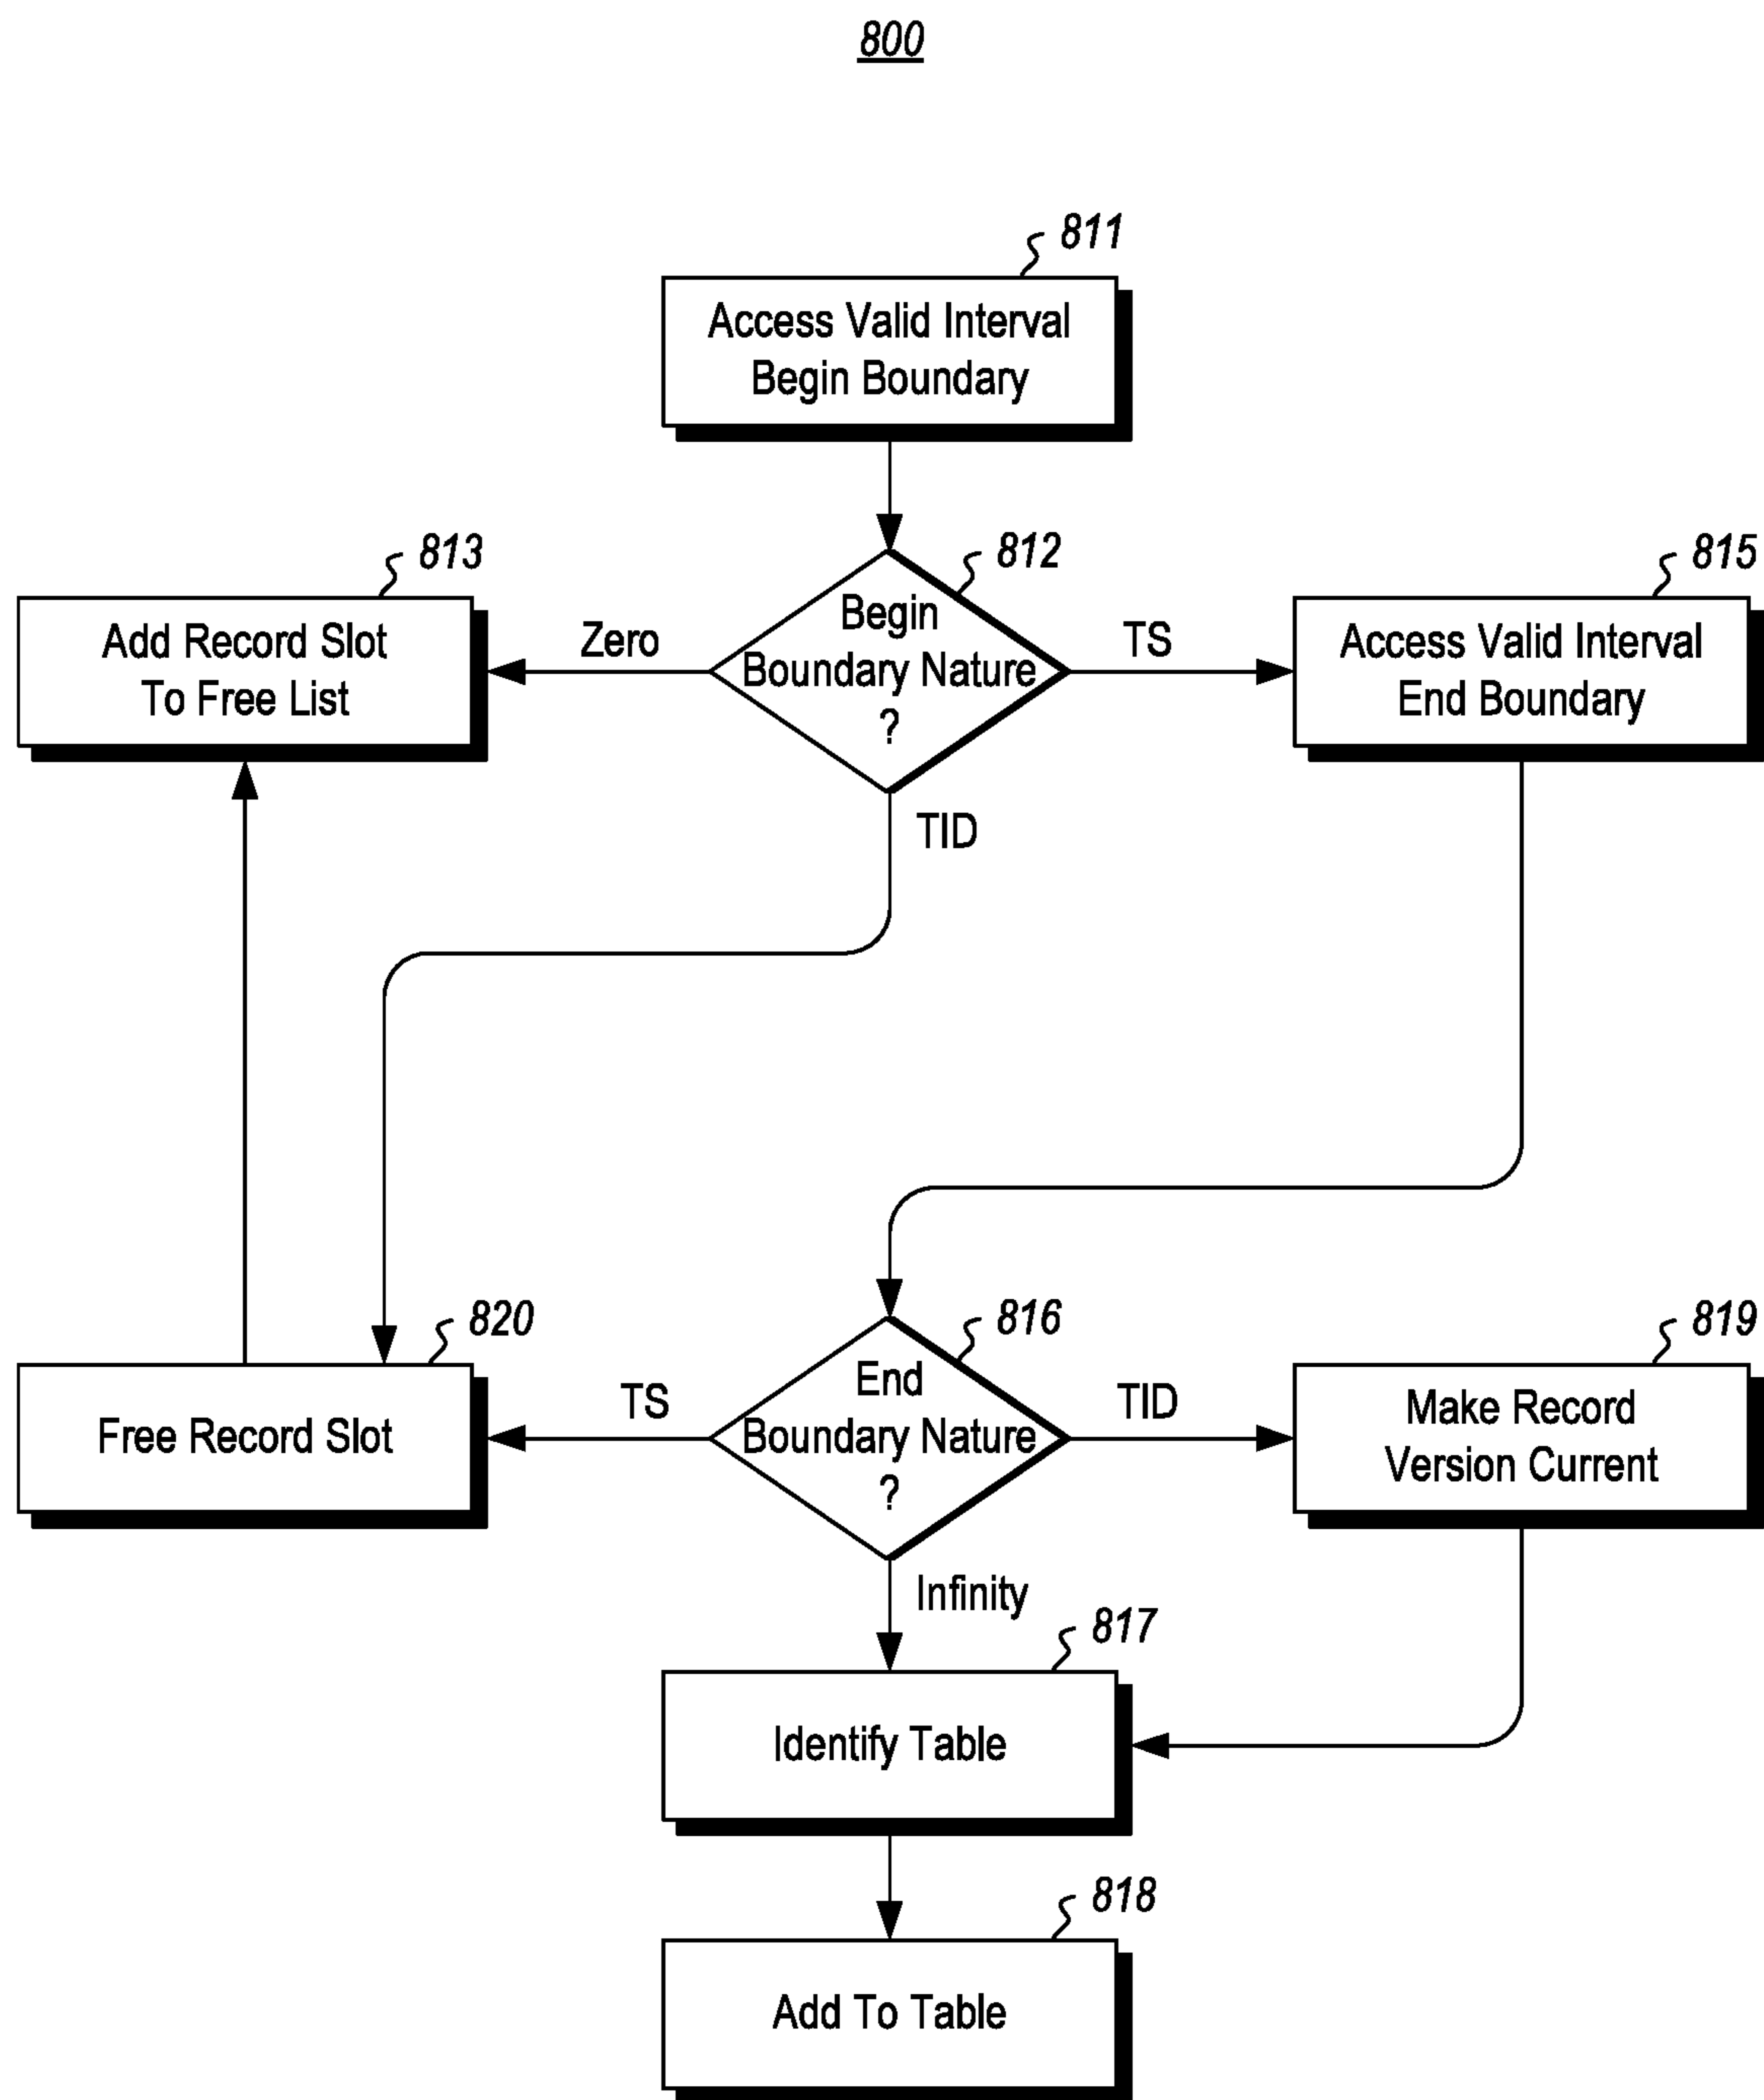 800
811
Access Valid Interval
Begin Boundary
813
812
815
Add Record Slot
To Free List
Zero
Begin
Boundary Nature
?
TS
Access Valid Interval
End Boundary
TID
820
816
819
Free Record Slot
TS
End
Boundary Nature
?
TID
Make Record
Version Current
Infinity
817
Identify Table
818
Add To Table